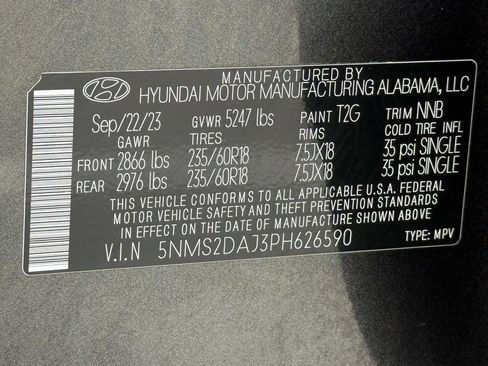 MANUFACTURED BY
HYUNDAI MOTOR MANUFACTURING ALABAMA, LLC
Sep/22/23 GVWR 5247 lbs PAINT T2G TRIM NNB
GAWR TIRES RIMS COLD TIRE INFL
FRONT 2866 lbs 235/60R18 7.5JX18 35 psi SINGLE
REAR 2976 lbs 235/60R18 7.5JX18 35 psi SINGLE
THIS VEHICLE CONFORMS TO ALL APPLICABLE U.S.A. FEDERAL
MOTOR VEHICLE SAFETY AND THEFT PREVENTION STANDARDS
IN EFFECT ON THE DATE OF MANUFACTURE SHOWN ABOVE.
V.I.N 5NMS2DAJ3PH626590 TYPE: MPV